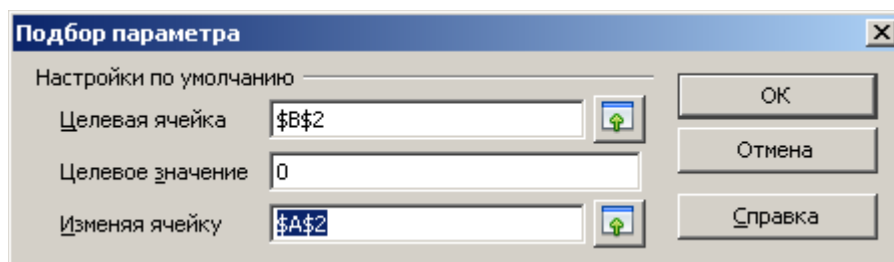 Подбор параметра
Настройки по умолчанию
Целевая ячейка $B$2
Целевое значение 0
Изменяя ячейку $A$2
OK
Отмена
Справка